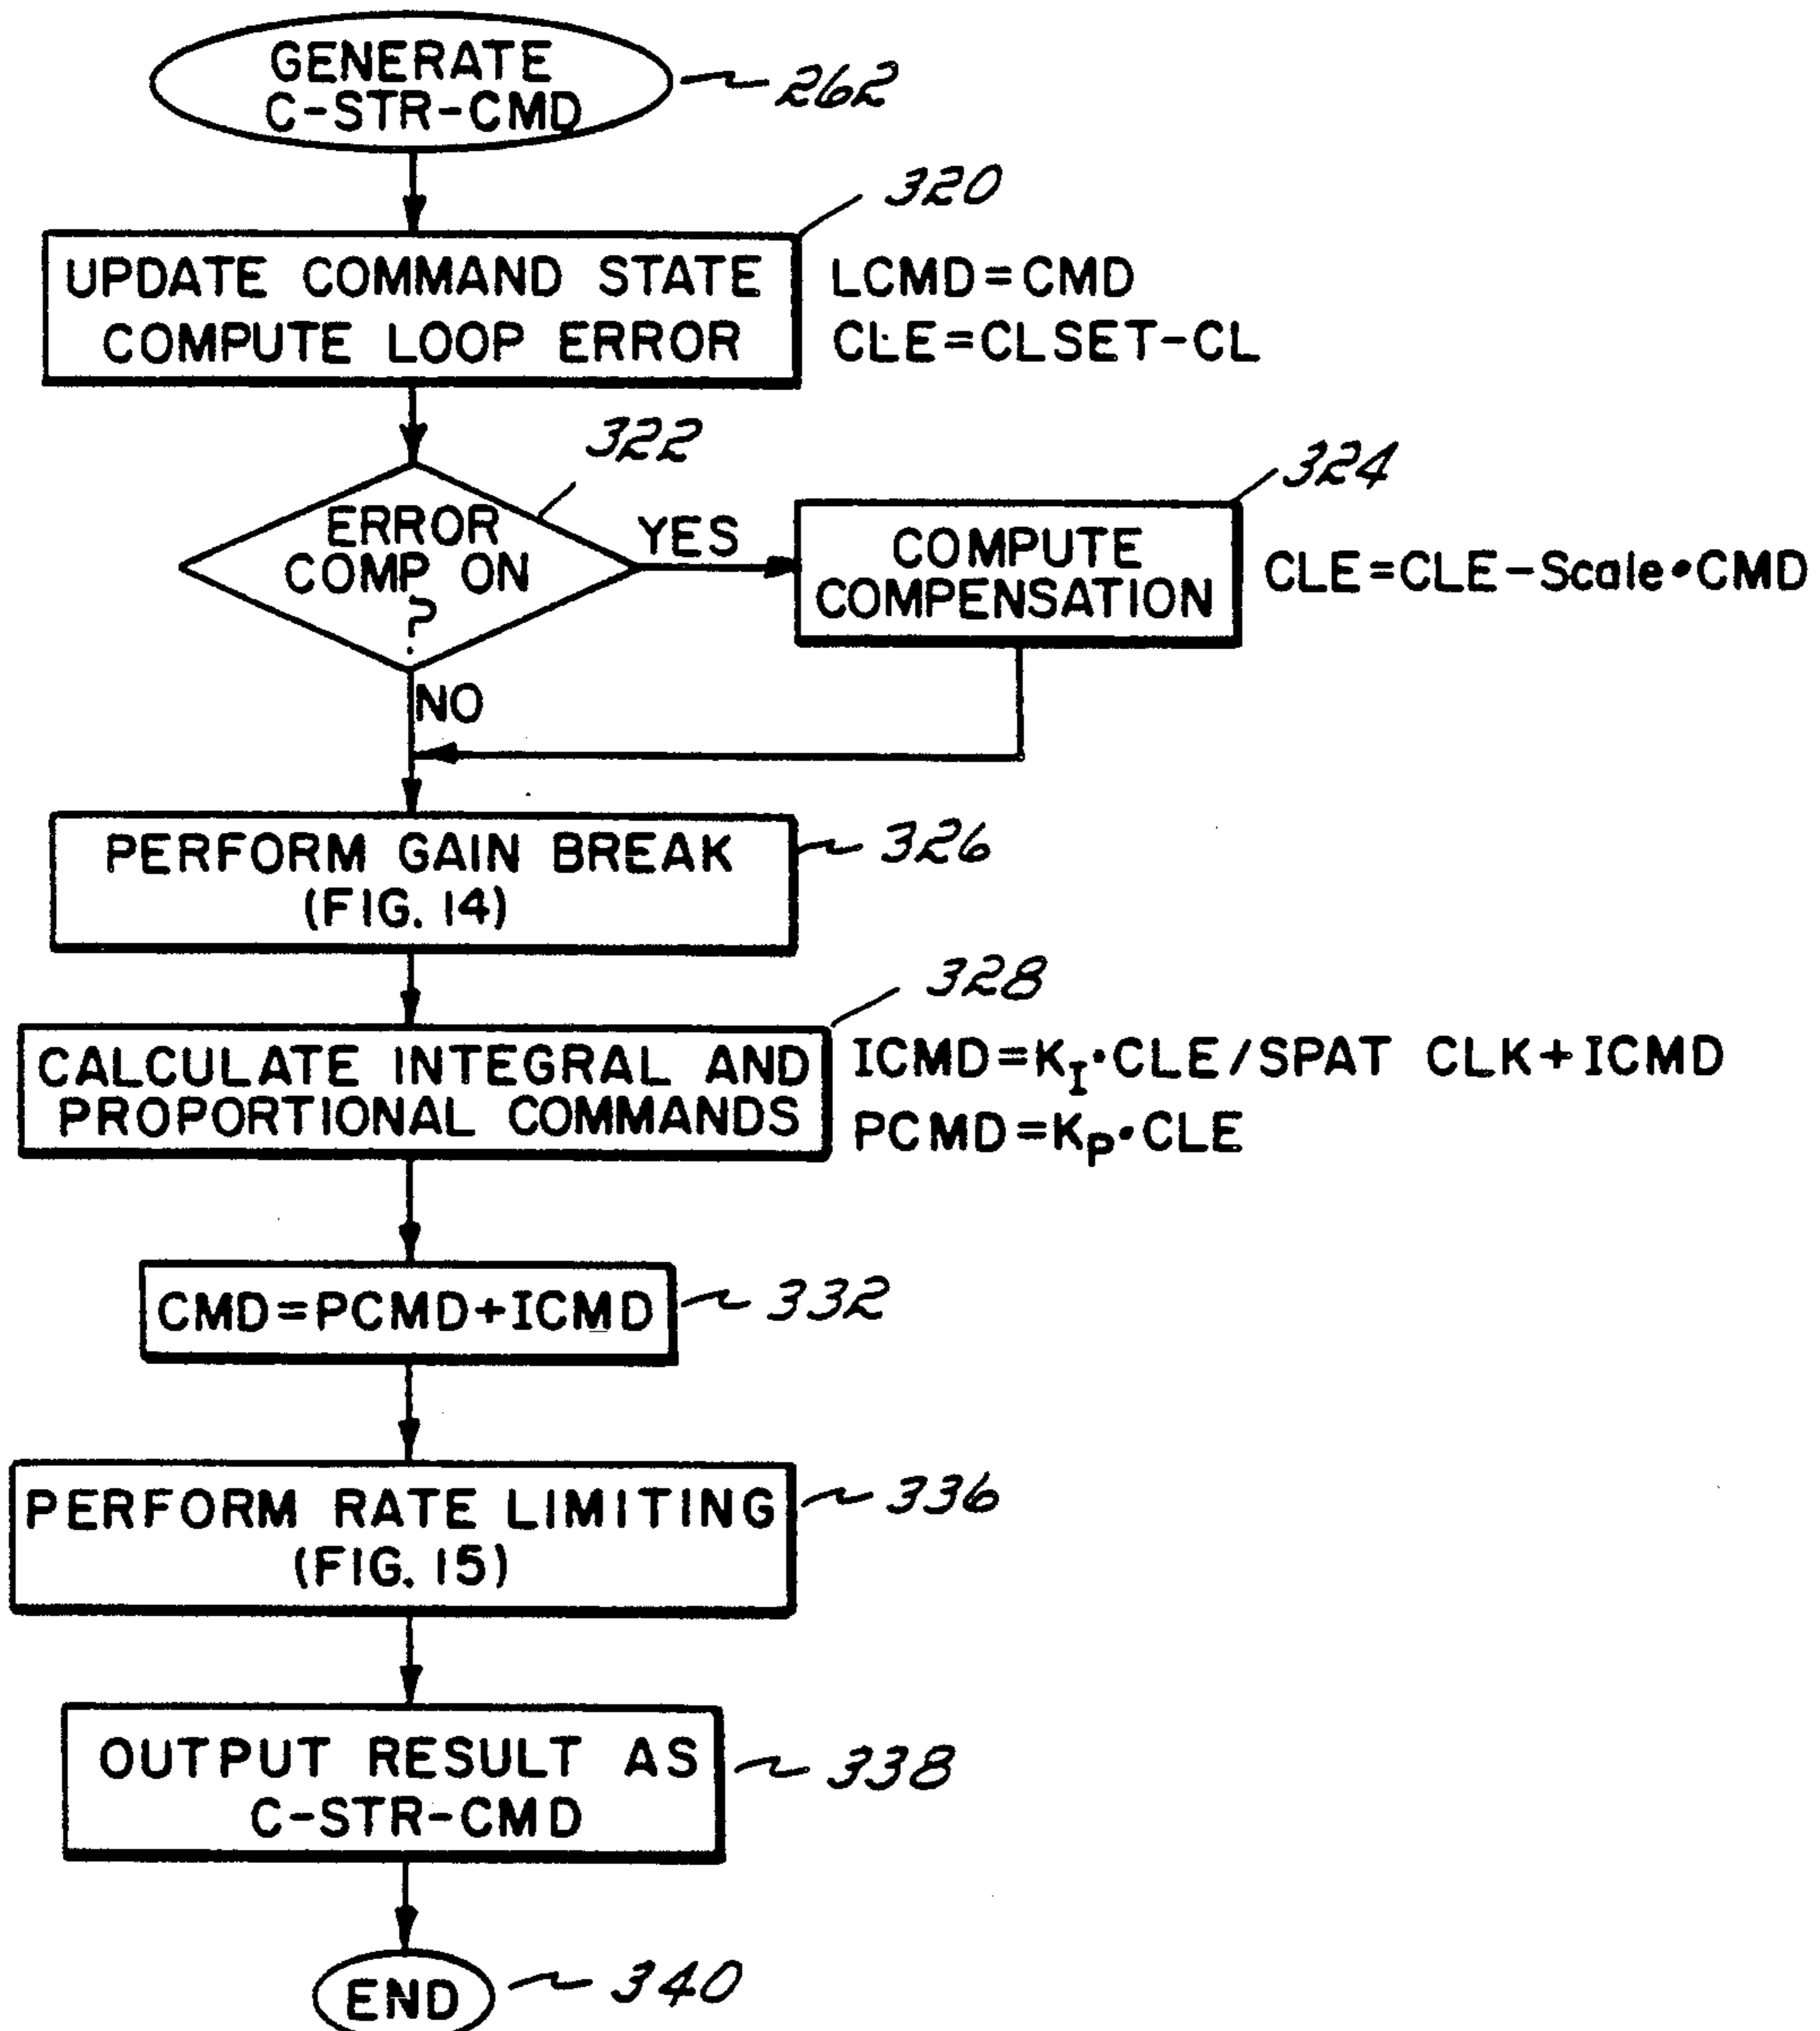 GENERATE
C-STR-CMD
262
320
UPDATE COMMAND STATE
COMPUTE LOOP ERROR
LCMD=CMD
CLE=CLSET-CL
322
ERROR
COMP ON
?
YES
324
COMPUTE
COMPENSATION
CLE=CLE-Scale•CMD
NO
PERFORM GAIN BREAK
(FIG. 14)
326
328
CALCULATE INTEGRAL AND
PROPORTIONAL COMMANDS
ICMD=KI•CLE/SPAT CLK+ICMD
PCMD=KP•CLE
CMD=PCMD+ICMD
332
PERFORM RATE LIMITING
(FIG. 15)
336
OUTPUT RESULT AS
C-STR-CMD
338
END
340